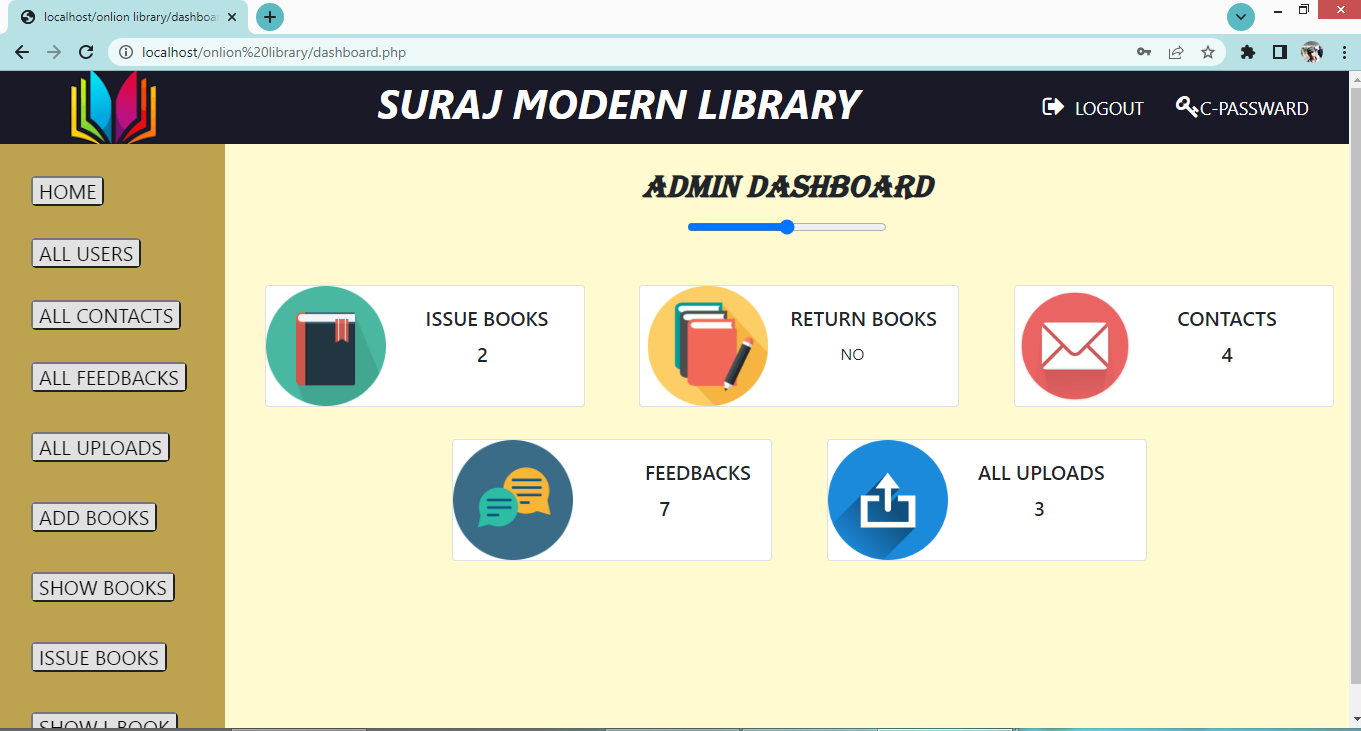 localhost/onlion library/dashboa
localhost/onlion%20library/dashboard.php
SURAJ MODERN LIBRARY
LOGOUT
C-PASSWARD
HOME
ALL USERS
ALL CONTACTS
ALL FEEDBACKS
ALL UPLOADS
ADD BOOKS
SHOW BOOKS
ISSUE BOOKS
SHOW I-BOOK
ADMIN DASHBOARD
ISSUE BOOKS
2
RETURN BOOKS
NO
CONTACTS
4
FEEDBACKS
7
ALL UPLOADS
3